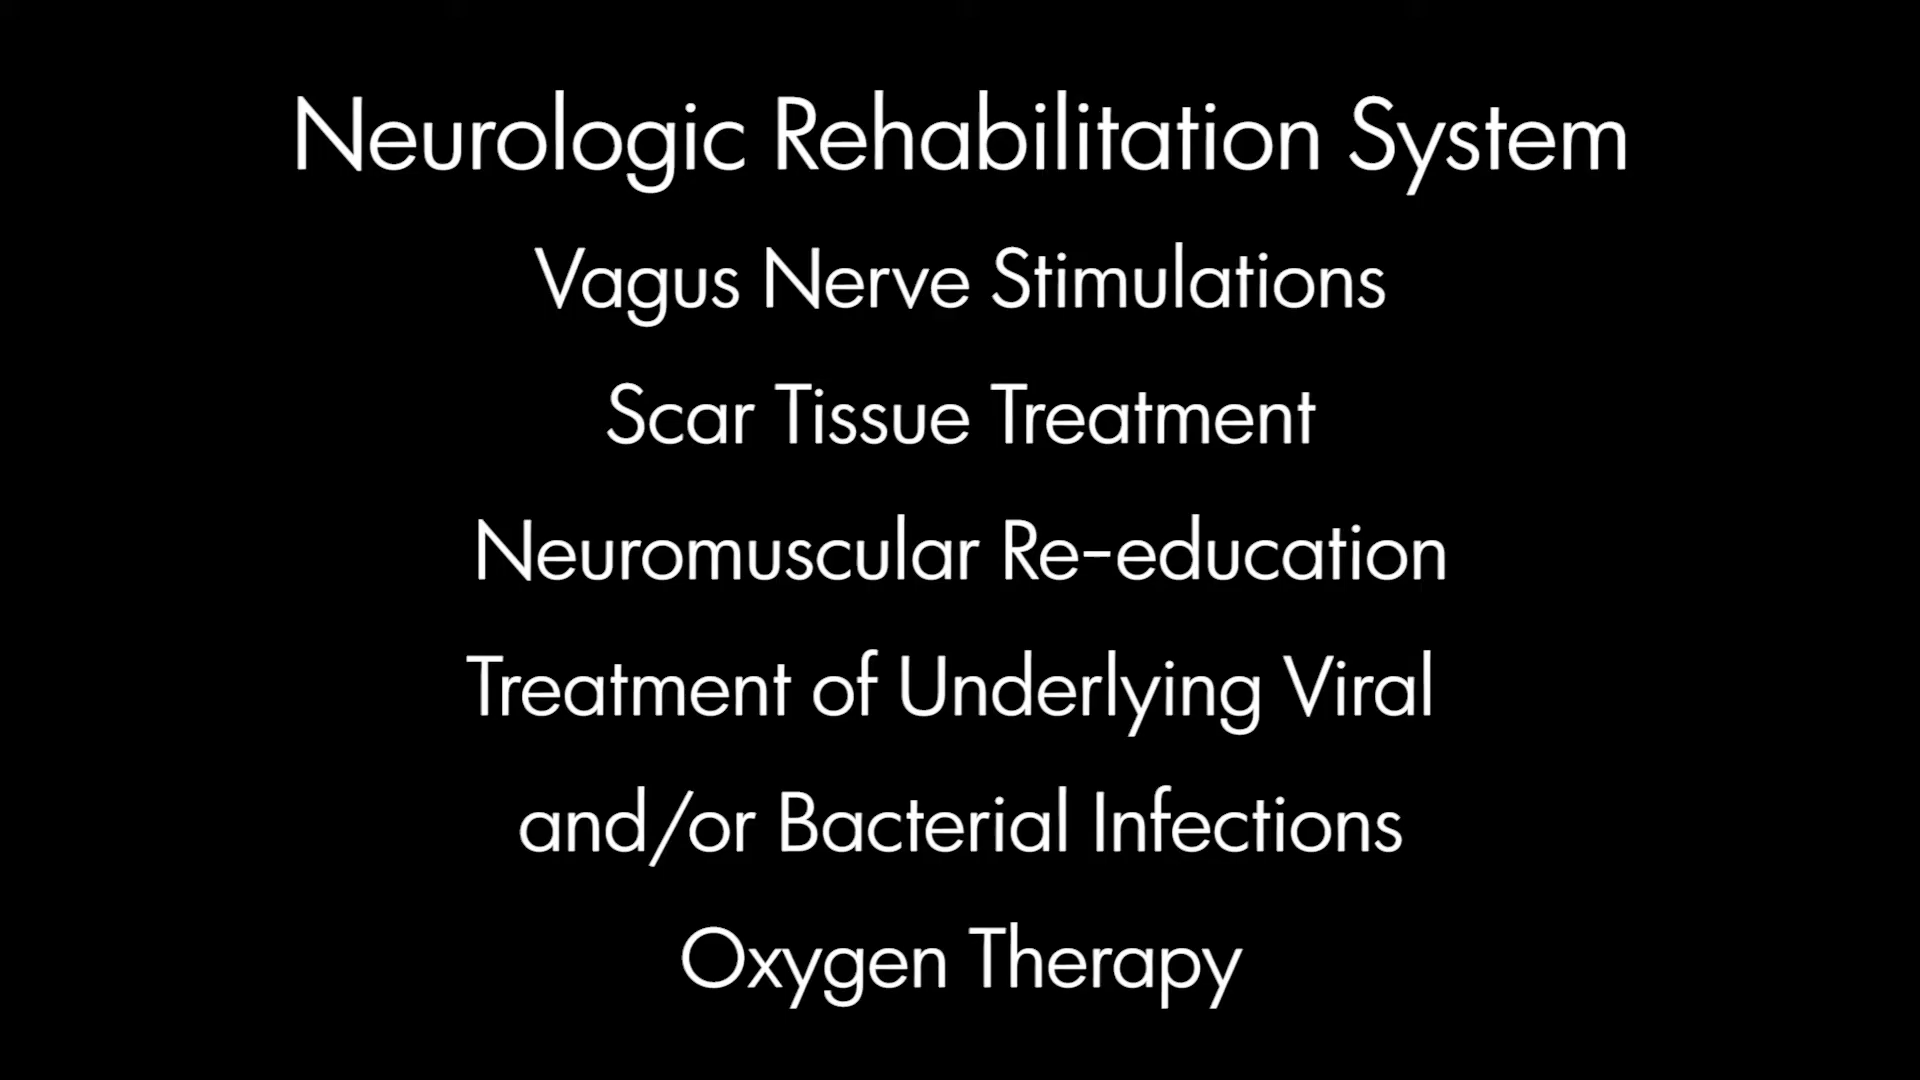 Neurologic Rehabilitation System
Vagus Nerve Stimulations
Scar Tissue Treatment
Neuromuscular Re-education
Treatment of Underlying Viral
and/or Bacterial Infections
Oxygen Therapy